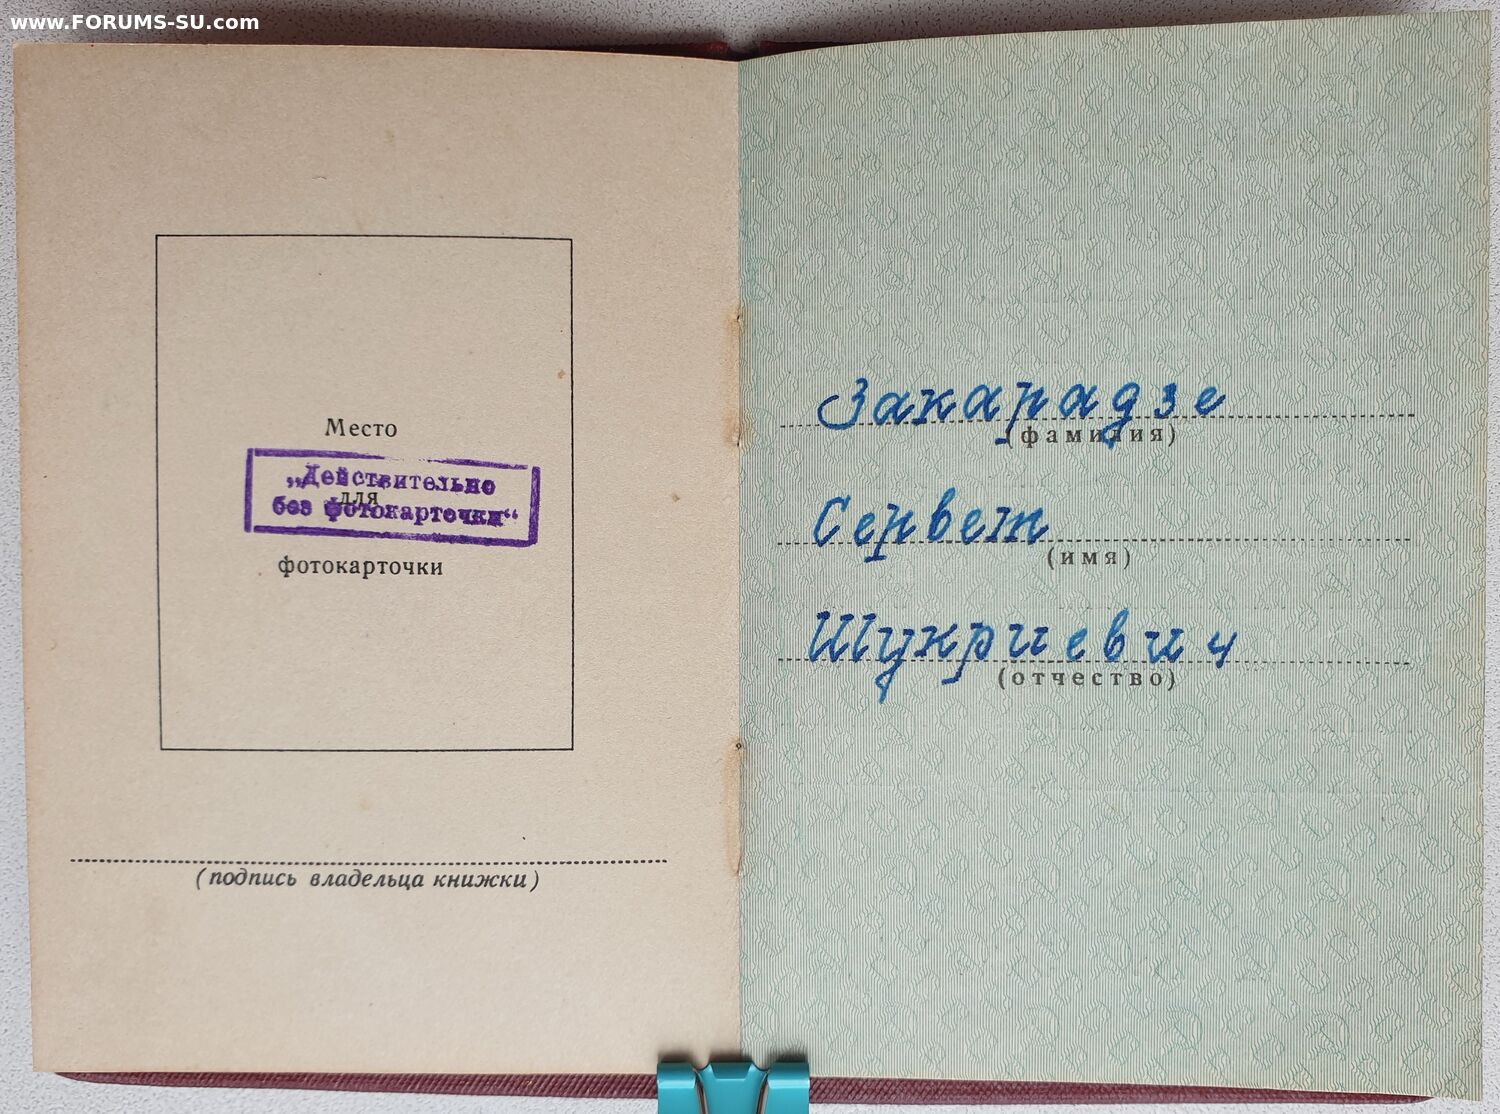 www.FORUMS-SU.com
Место
„Действительно
для
без фотокарточки“
фотокарточки
(подпись владельца книжки)
Закарадзе
(фамилия)
Сервет
(имя)
Шукриевич
(отчество)